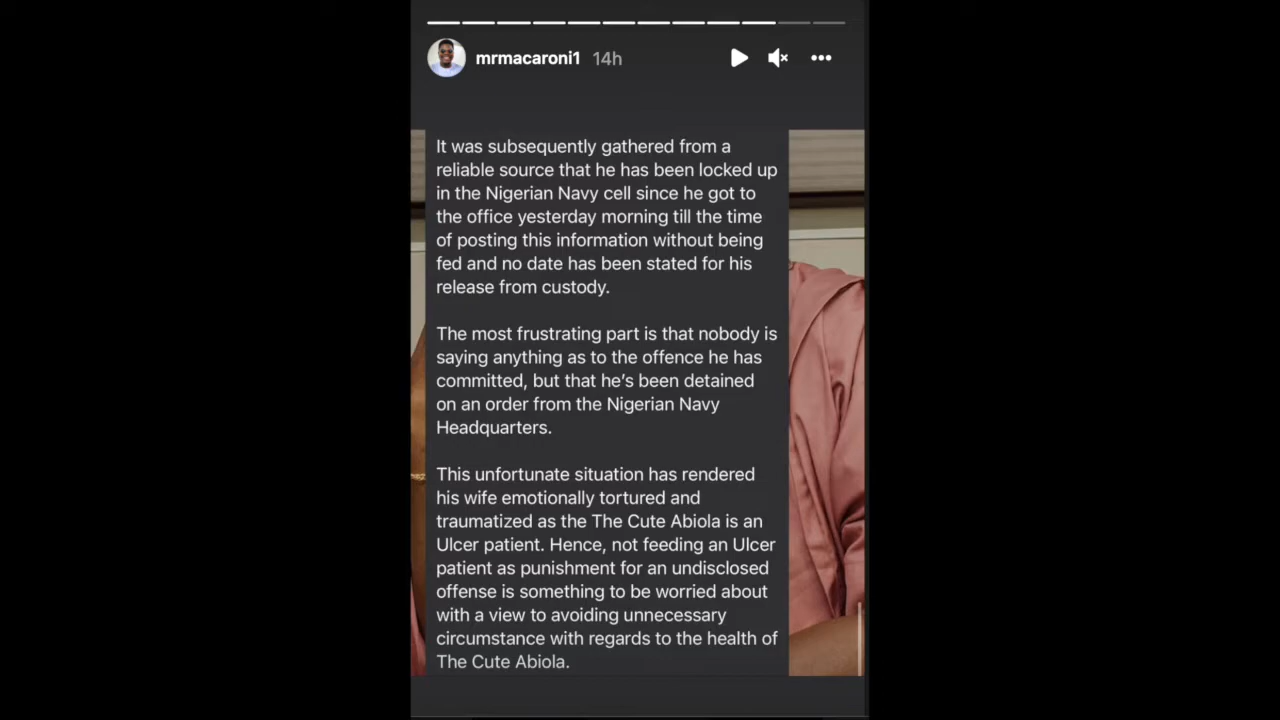 mrmacaroni1 14h
It was subsequently gathered from a
reliable source that he has been locked up
in the Nigerian Navy cell since he got to
the office yesterday morning till the time
of posting this information without being
fed and no date has been stated for his
release from custody.
The most frustrating part is that nobody is
saying anything as to the offence he has
committed, but that he’s been detained
on an order from the Nigerian Navy
Headquarters.
This unfortunate situation has rendered
his wife emotionally tortured and
traumatized as the The Cute Abiola is an
Ulcer patient. Hence, not feeding an Ulcer
patient as punishment for an undisclosed
offense is something to be worried about
with a view to avoiding unnecessary
circumstance with regards to the health of
The Cute Abiola.